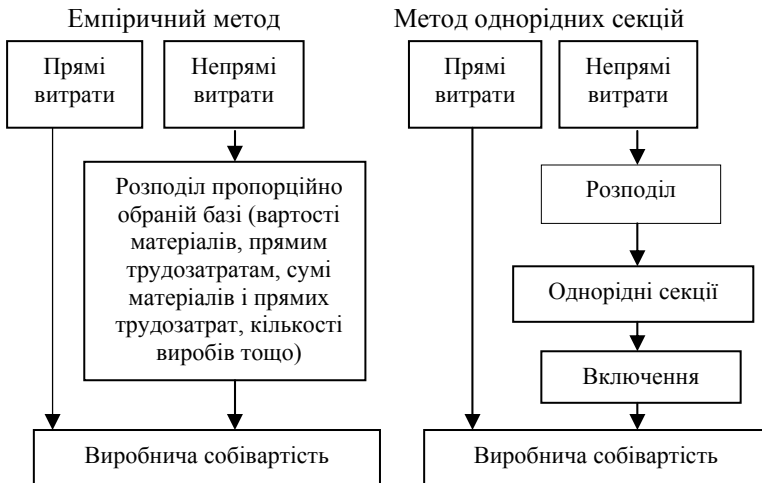 Емпіричний метод
Прямі
витрати
Непрямі
витрати
Розподіл пропорційно
обраній базі (вартості
матеріалів, прямим
трудозатратам, сумі
матеріалів і прямих
трудозатрат, кількості
виробів тощо)
Виробнича собівартість
Метод однорідних секцій
Прямі
витрати
Непрямі
витрати
Розподіл
Однорідні секції
Включення
Виробнича собівартість